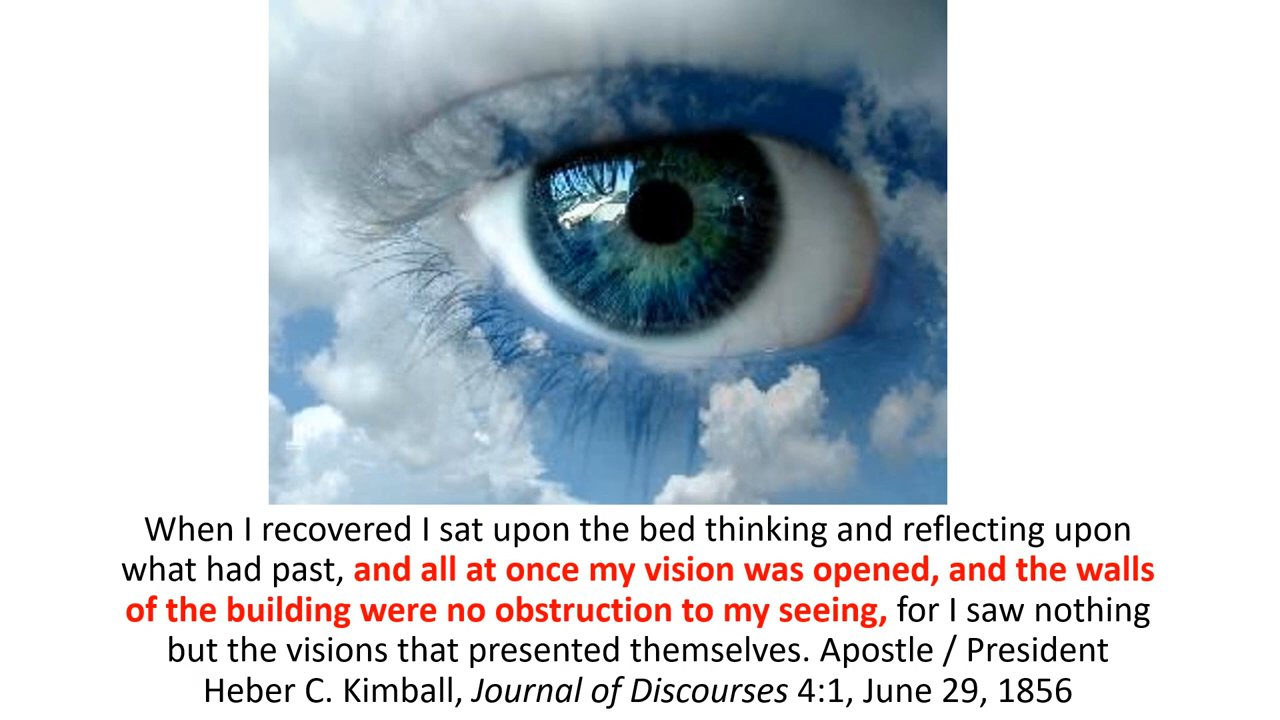 When I recovered I sat upon the bed thinking and reflecting upon
what had past, and all at once my vision was opened, and the walls
of the building were no obstruction to my seeing, for I saw nothing
but the visions that presented themselves. Apostle / President
Heber C. Kimball, Journal of Discourses 4:1, June 29, 1856